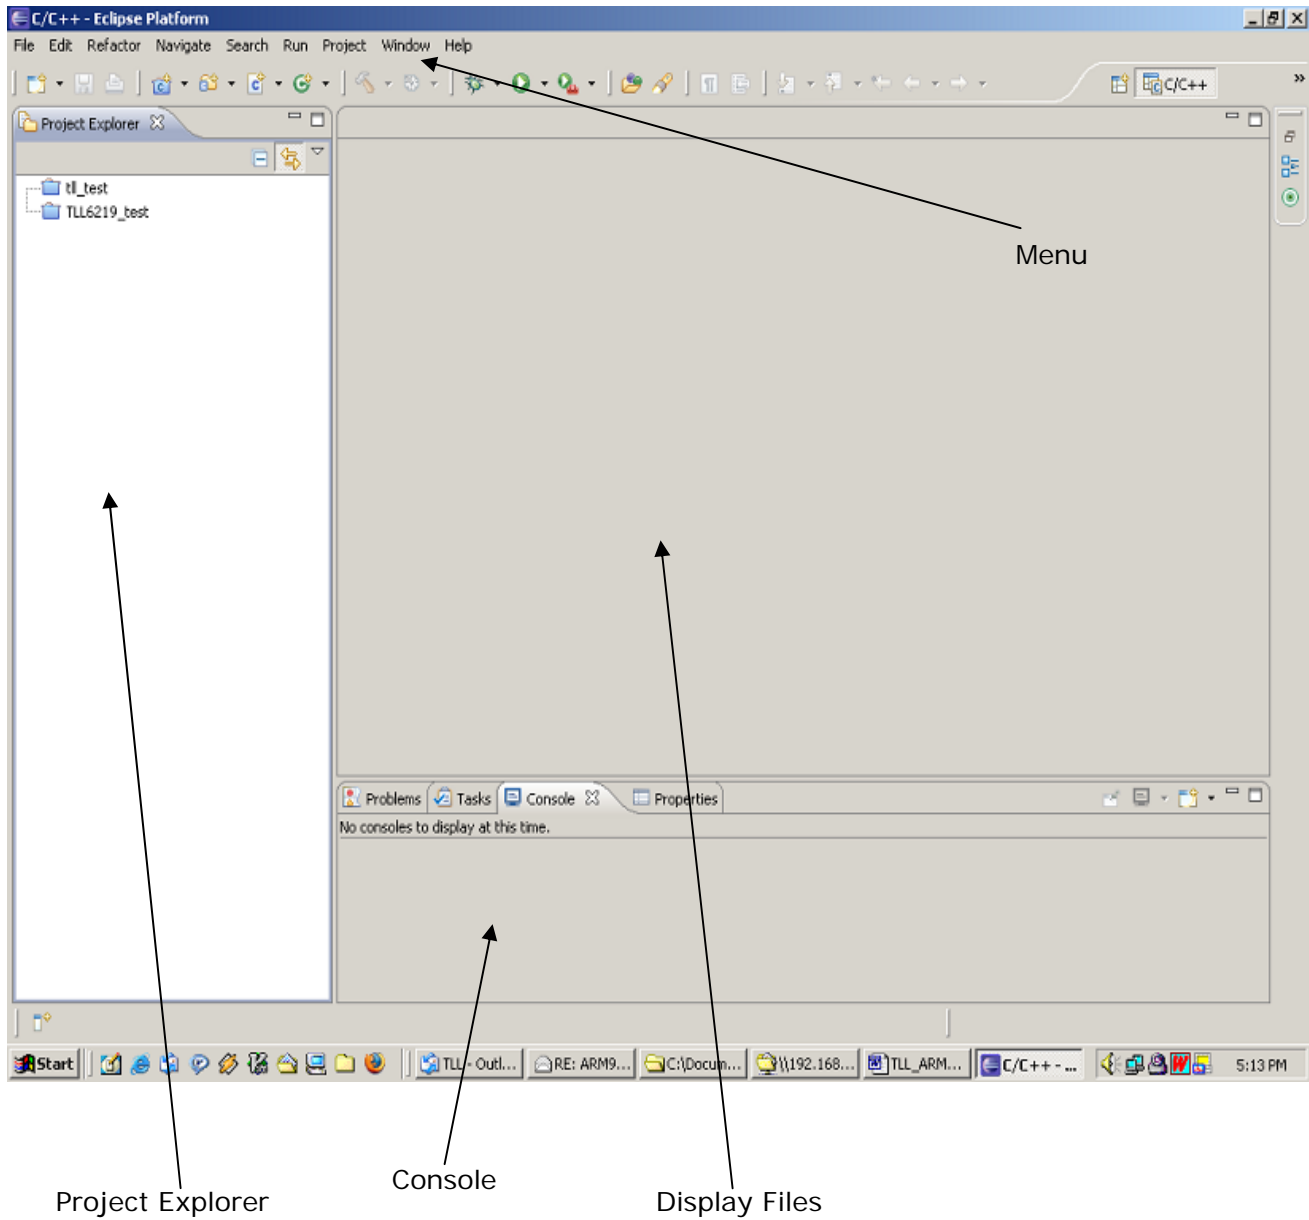 C/C++ - Eclipse Platform
File Edit Refactor Navigate Search Run Project Window Help
C/C++
Project Explorer
tll_test
TLL6219_test
Menu
Problems Tasks Console Properties
No consoles to display at this time.
Start TLL - Outl... RE: ARM9... C:\Docum... \\192.168... TLL_ARM... C/C++ - ... 5:13 PM
Console
Project Explorer
Display Files